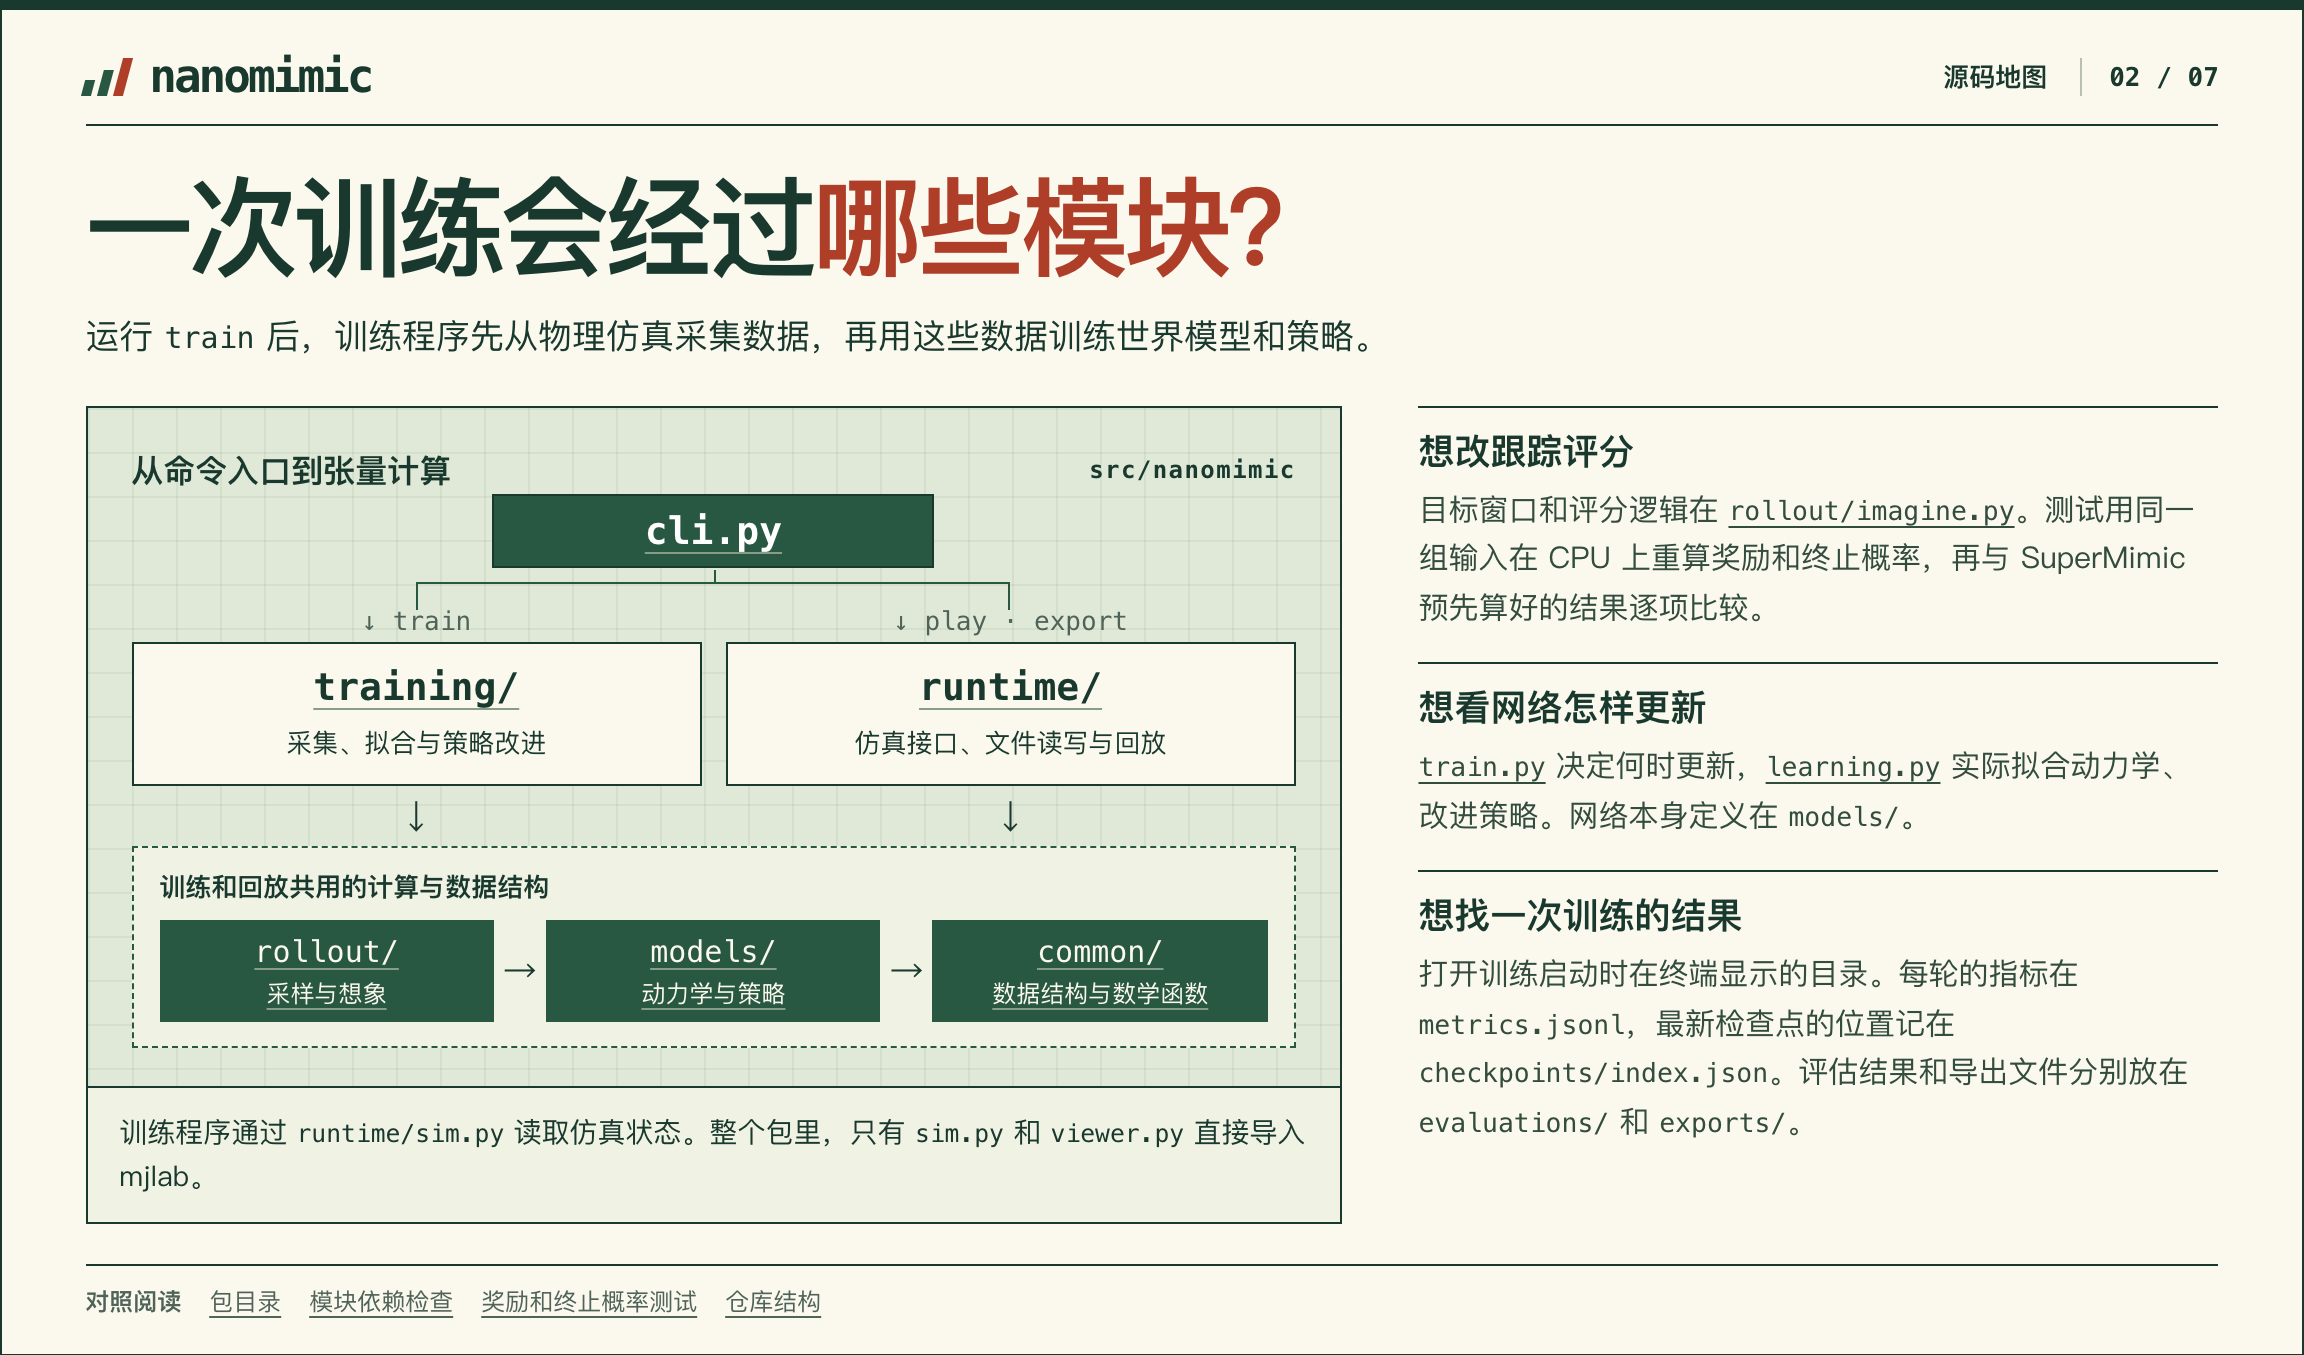 nanomimic
源码地图
02 / 07
一次训练会经过哪些模块?
运行 train 后，训练程序先从物理仿真采集数据，再用这些数据训练世界模型和策略。
从命令入口到张量计算
src/nanomimic
cli.py
↓ train
↓ play · export
training/
采集、拟合与策略改进
runtime/
仿真接口、文件读写与回放
↓
↓
训练和回放共用的计算与数据结构
rollout/
采样与想象
→
models/
动力学与策略
→
common/
数据结构与数学函数
训练程序通过 runtime/sim.py 读取仿真状态。整个包里，只有 sim.py 和 viewer.py 直接导入
mjlab。
想改跟踪评分
目标窗口和评分逻辑在 rollout/imagine.py。测试用同一
组输入在 CPU 上重算奖励和终止概率，再与 SuperMimic
预先算好的结果逐项比较。
想看网络怎样更新
train.py 决定何时更新，learning.py 实际拟合动力学、
改进策略。网络本身定义在 models/。
想找一次训练的结果
打开训练启动时在终端显示的目录。每轮的指标在
metrics.jsonl，最新检查点的位置记在
checkpoints/index.json。评估结果和导出文件分别放在
evaluations/ 和 exports/。
对照阅读 包目录 模块依赖检查 奖励和终止概率测试 仓库结构